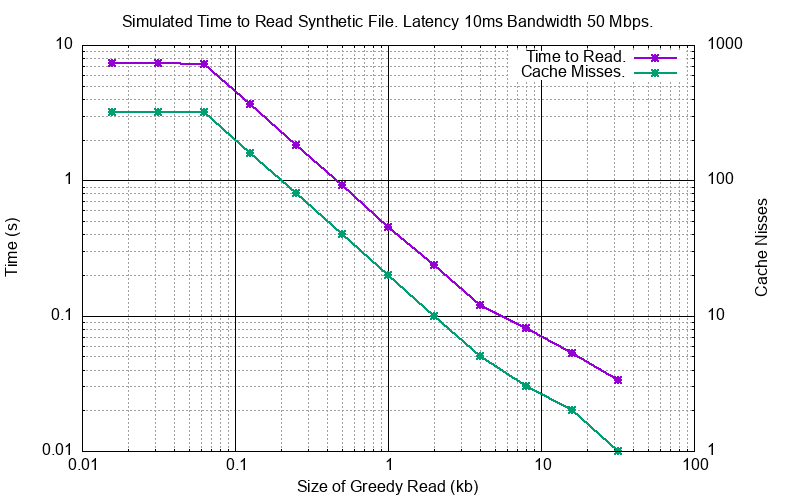 Simulated Time to Read Synthetic File. Latency 10ms Bandwidth 50 Mbps.
10
1000
Time to Read.
Cache Misses.
1
100
Time (s)
Cache Nisses
0.1
10
0.01
1
0.01
0.1
1
10
100
Size of Greedy Read (kb)